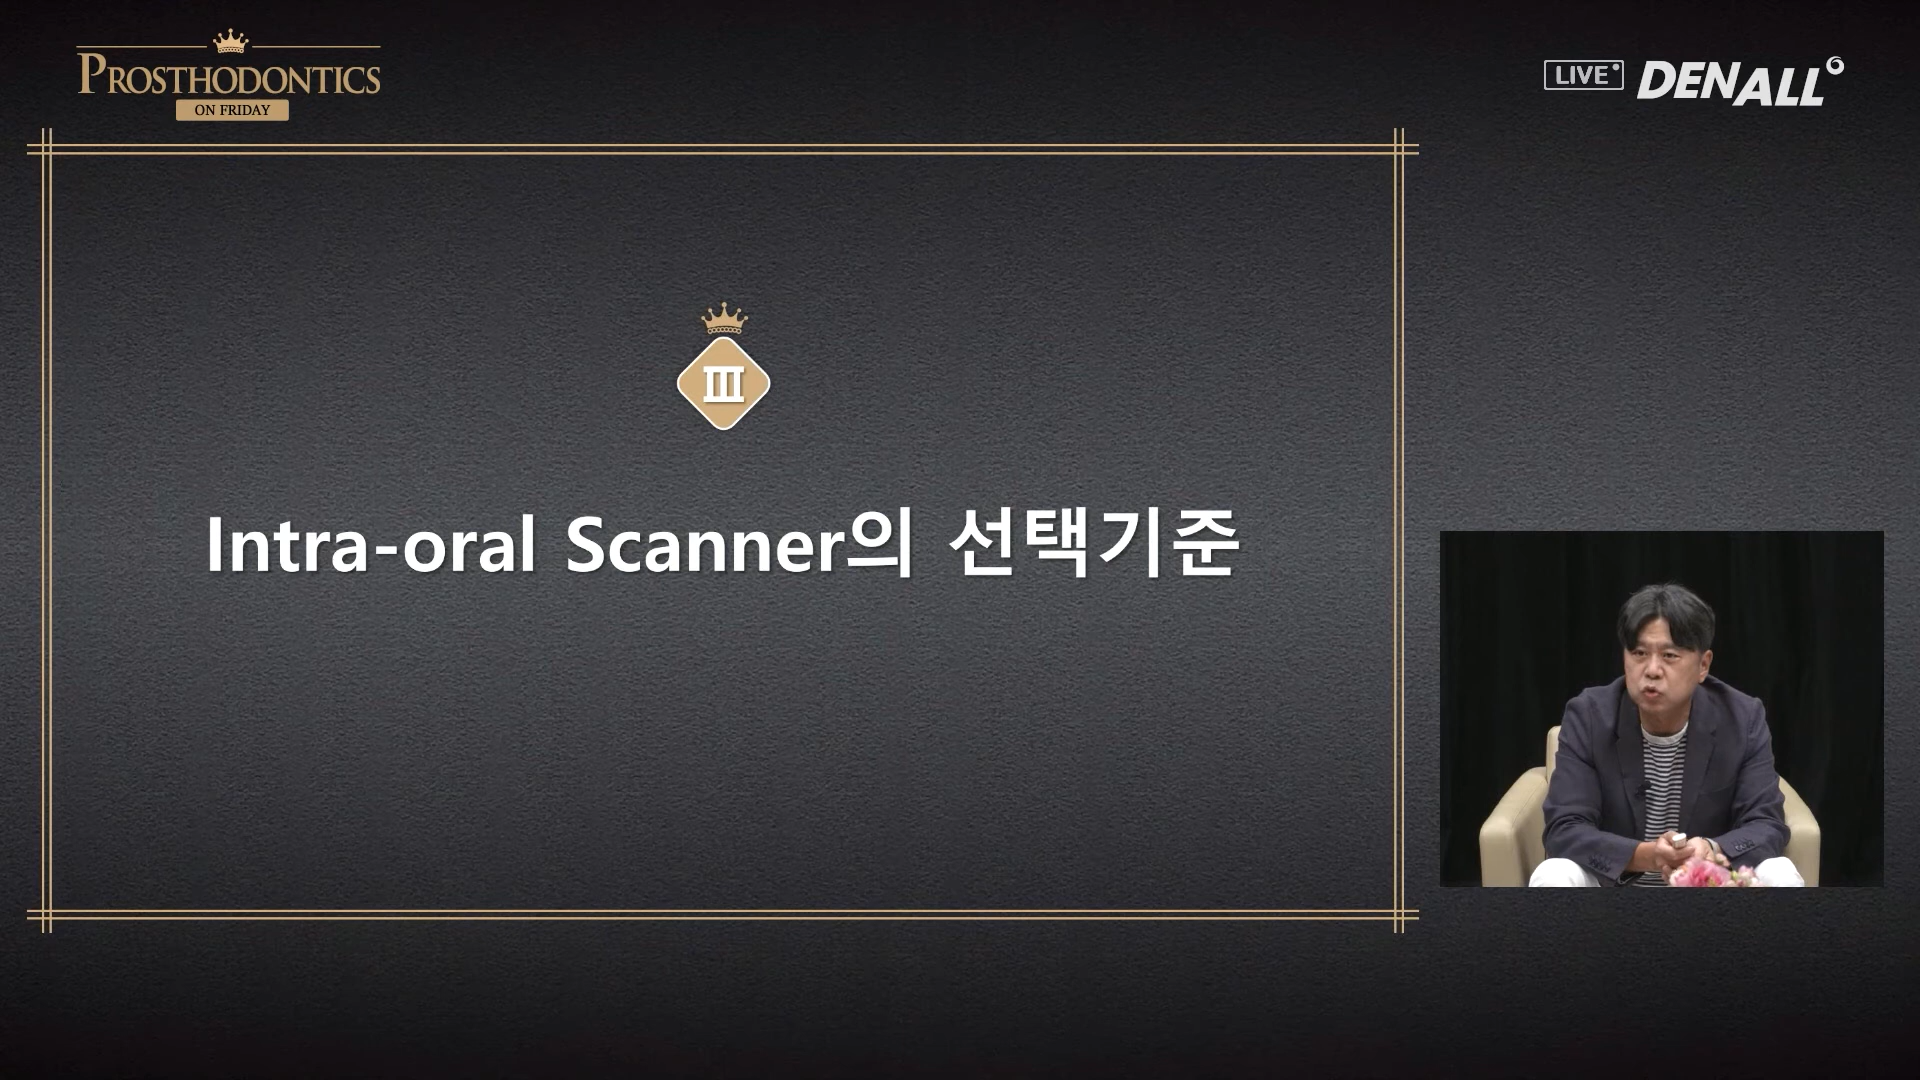 PROSTHODONTICS
ON FRIDAY
LIVE
DENALL
III
Intra-oral Scanner의 선택기준